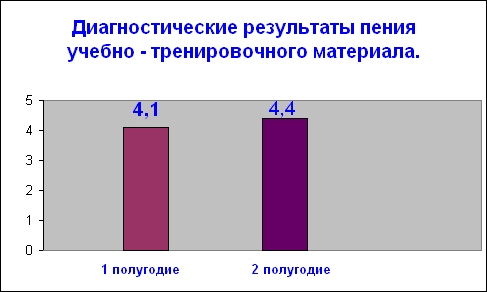 Диагностические результаты пения
учебно - тренировочного материала.
5
4
3
2
1
0
4,1
4,4
1 полугодие
2 полугодие